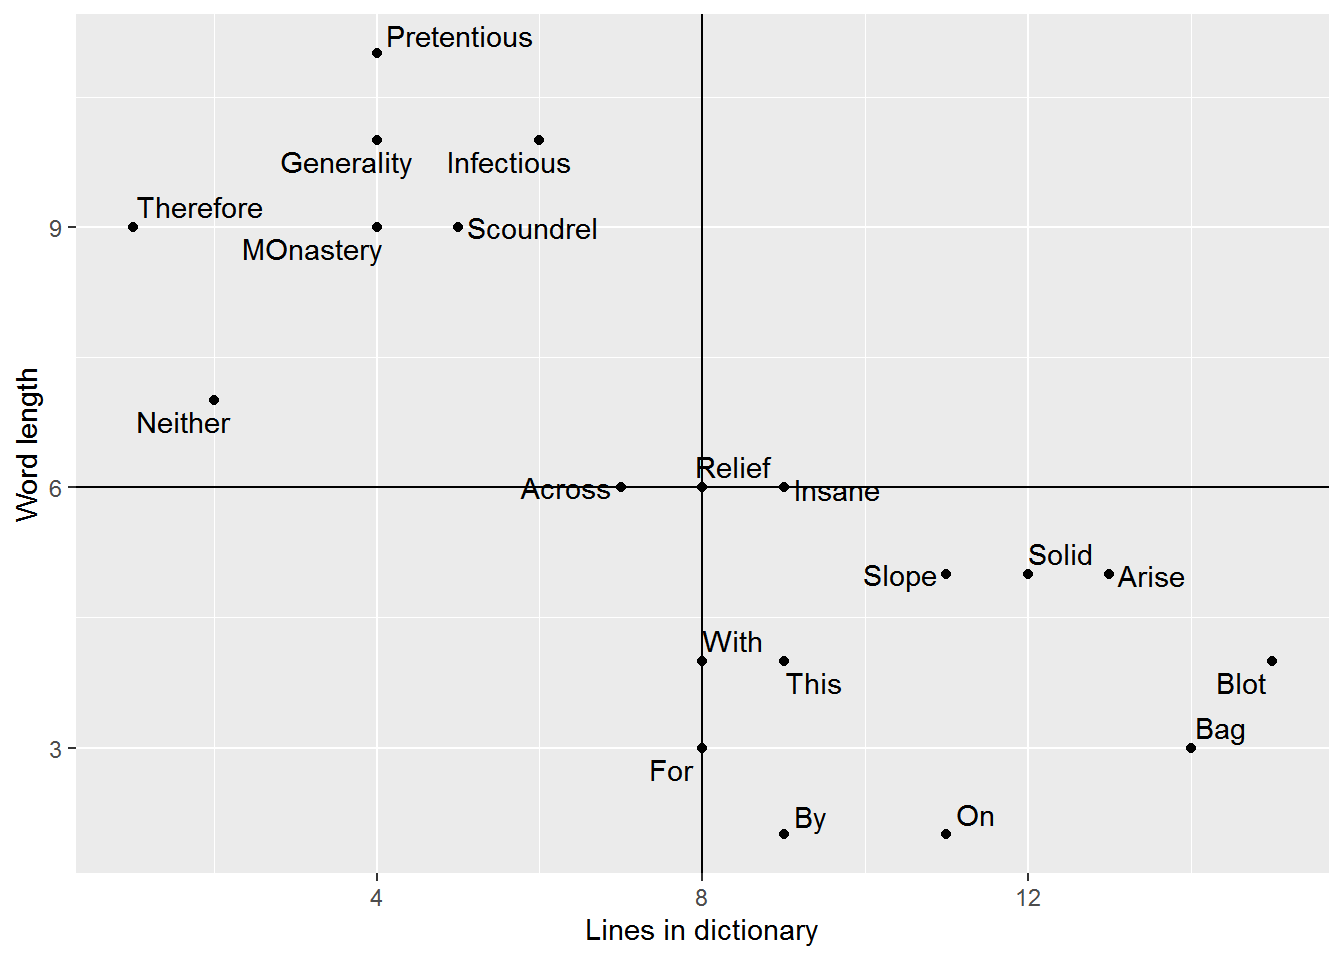 Pretentious
Generality
Infectious
Therefore
9
Scoundrel
MOnastery
Neither
Word length
Relief
6
Across
Insane
Solid
Slope
Arise
With
This
Blot
Bag
3
For
By
On
4
8
12
Lines in dictionary